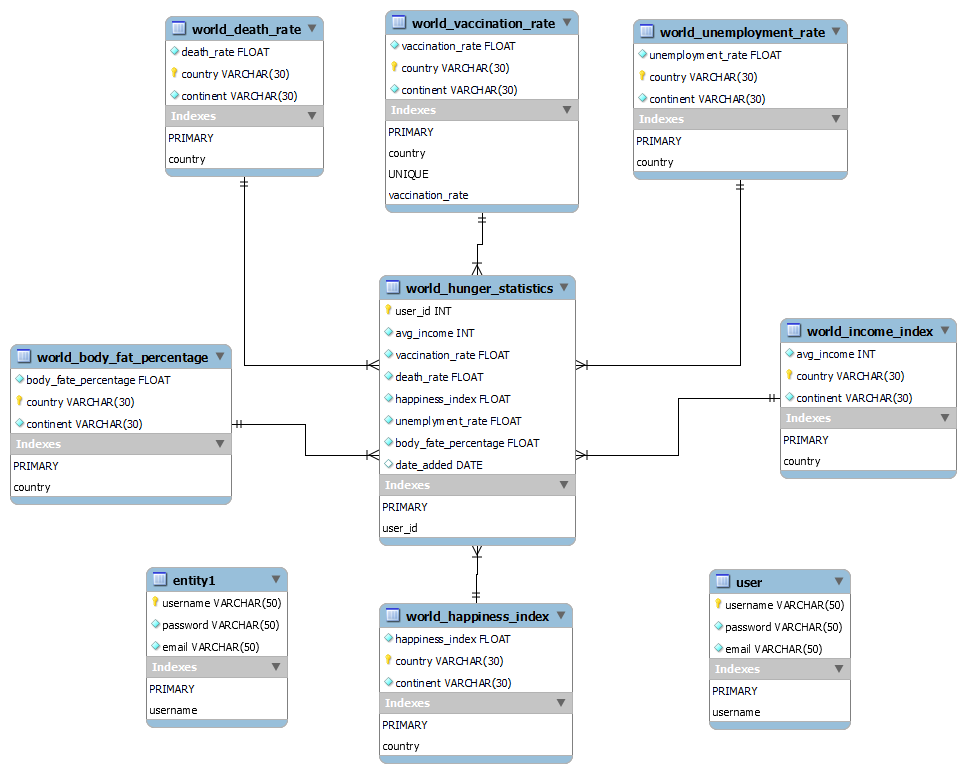 world_death_rate
death_rate FLOAT
country VARCHAR(30)
continent VARCHAR(30)
Indexes
PRIMARY
country
world_vaccination_rate
vaccination_rate FLOAT
country VARCHAR(30)
continent VARCHAR(30)
Indexes
PRIMARY
country
UNIQUE
vaccination_rate
world_unemployment_rate
unemployment_rate FLOAT
country VARCHAR(30)
continent VARCHAR(30)
Indexes
PRIMARY
country
world_body_fat_percentage
body_fate_percentage FLOAT
country VARCHAR(30)
continent VARCHAR(30)
Indexes
PRIMARY
country
world_hunger_statistics
user_id INT
avg_income INT
vaccination_rate FLOAT
death_rate FLOAT
happiness_index FLOAT
unemplyment_rate FLOAT
body_fate_percentage FLOAT
date_added DATE
Indexes
PRIMARY
user_id
world_income_index
avg_income INT
country VARCHAR(30)
continent VARCHAR(30)
Indexes
PRIMARY
country
entity1
username VARCHAR(50)
password VARCHAR(50)
email VARCHAR(50)
Indexes
PRIMARY
username
world_happiness_index
happiness_index FLOAT
country VARCHAR(30)
continent VARCHAR(30)
Indexes
PRIMARY
country
user
username VARCHAR(50)
password VARCHAR(50)
email VARCHAR(50)
Indexes
PRIMARY
username